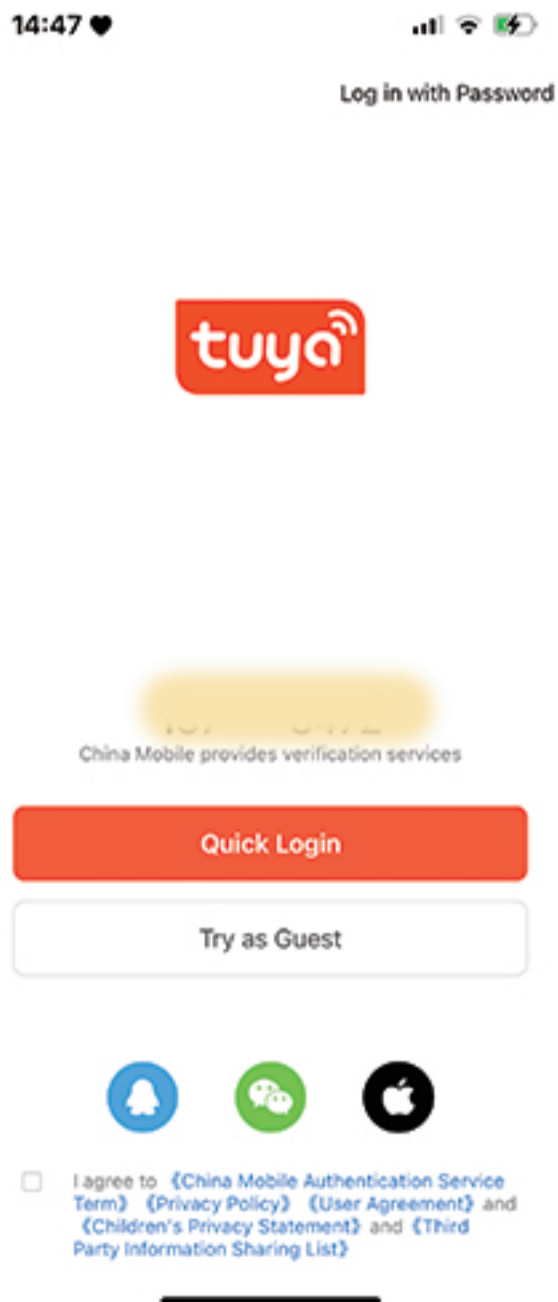 14:47
Log in with Password
tuya
China Mobile provides verification services
Quick Login
Try as Guest
I agree to 《China Mobile Authentication Service
Term》 《Privacy Policy》 《User Agreement》 and
《Children's Privacy Statement》 and 《Third
Party Information Sharing List》